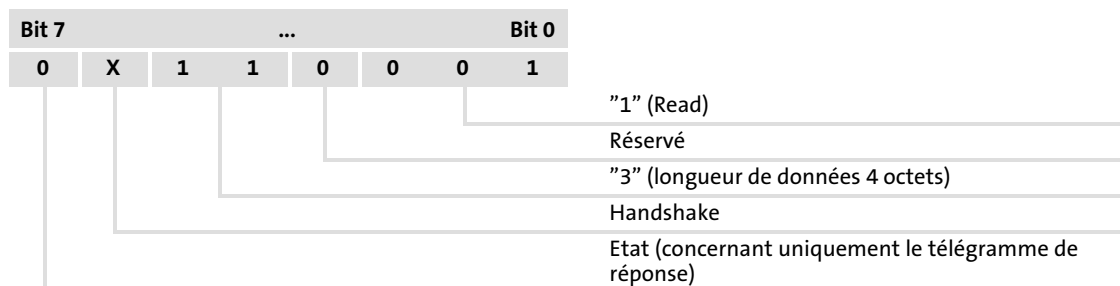 Bit 7 ... Bit 0
0 X 1 1 0 0 0 1
”1” (Read)
Réservé
”3” (longueur de données 4 octets)
Handshake
Etat (concernant uniquement le télégramme de
réponse)